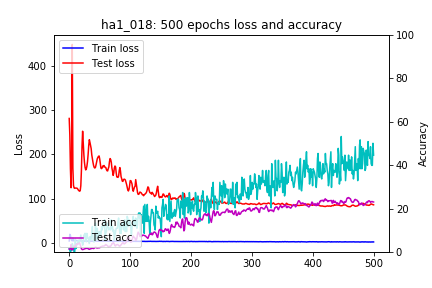 ha1_018: 500 epochs loss and accuracy
Train loss
Test loss
Train acc
Test acc
Loss
400
300
200
100
0
Accuracy
100
80
60
40
20
0
0
100
200
300
400
500